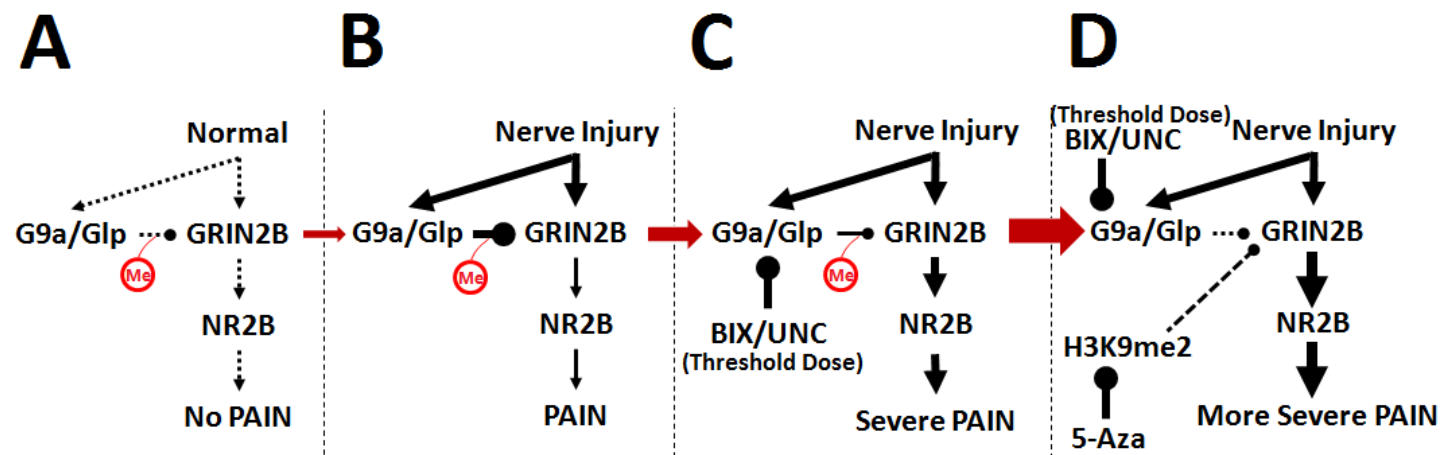 A
Normal
G9a/Glp
GRIN2B
Me
NR2B
No PAIN
B
Nerve Injury
G9a/Glp
GRIN2B
Me
NR2B
PAIN
C
Nerve Injury
G9a/Glp
GRIN2B
Me
BIX/UNC
(Threshold Dose)
NR2B
Severe PAIN
D
(Threshold Dose)
BIX/UNC
Nerve Injury
G9a/Glp
GRIN2B
NR2B
H3K9me2
5-Aza
More Severe PAIN